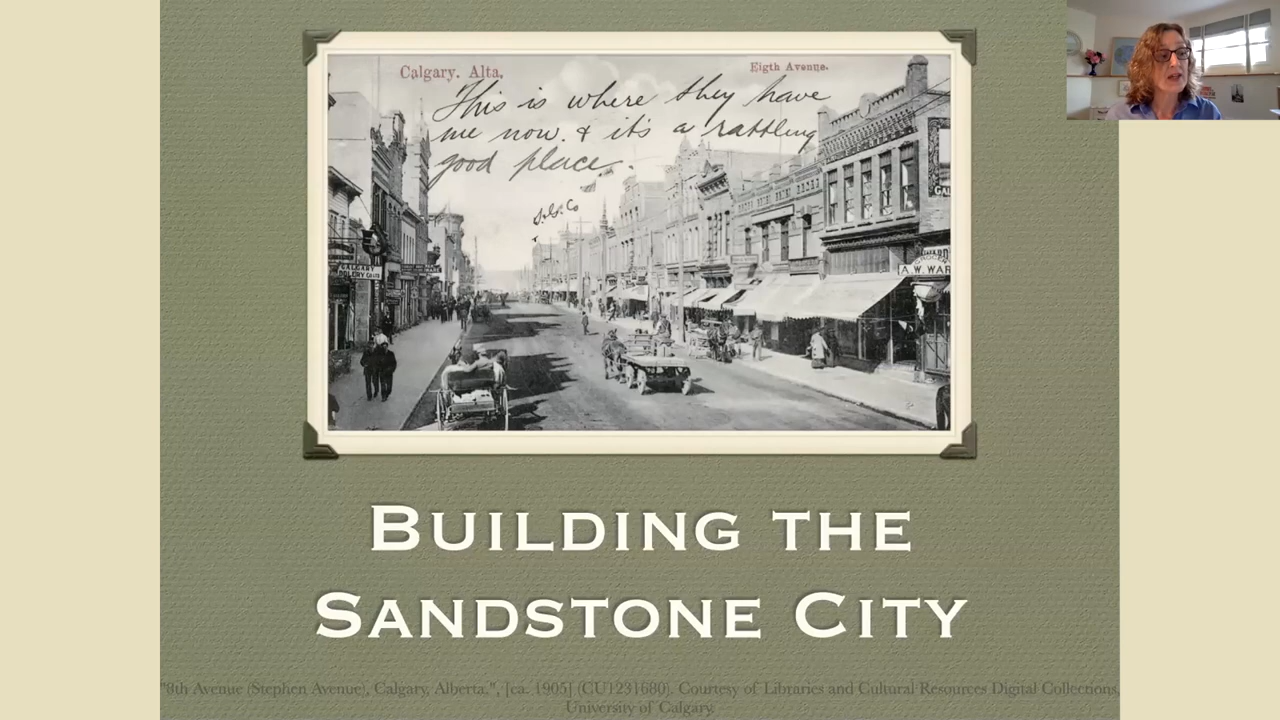 Calgary. Alta,
Eigth Avenue.
This is where they have
me now. & it's a rattling
good place.
CALGARY
A.W. WAR
BUILDING THE
SANDSTONE CITY
"8th Avenue (Stephen Avenue), Calgary, Alberta,", [ca. 1905] (CU1231680). Courtesy of Libraries and Cultural Resources Digital Collections,
University of Calgary.